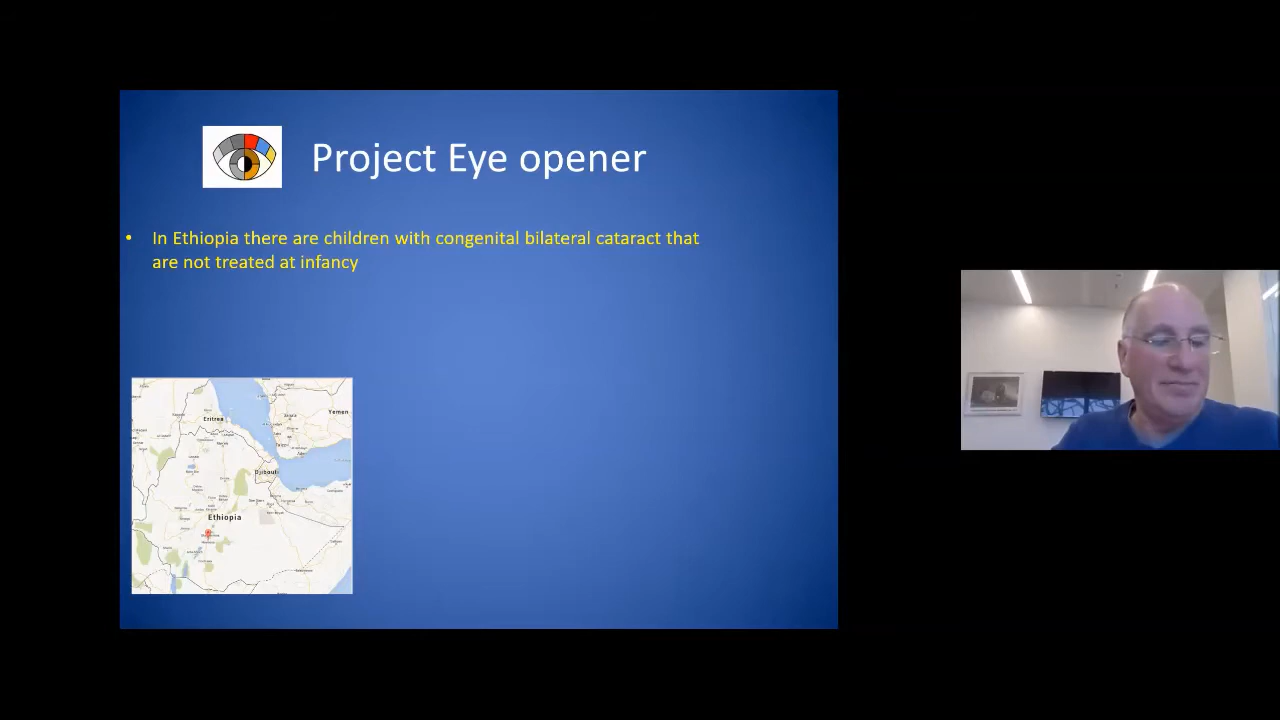 Project Eye opener
• In Ethiopia there are children with congenital bilateral cataract that
are not treated at infancy
Yemen
Eritrea
Djibouti
Ethiopia